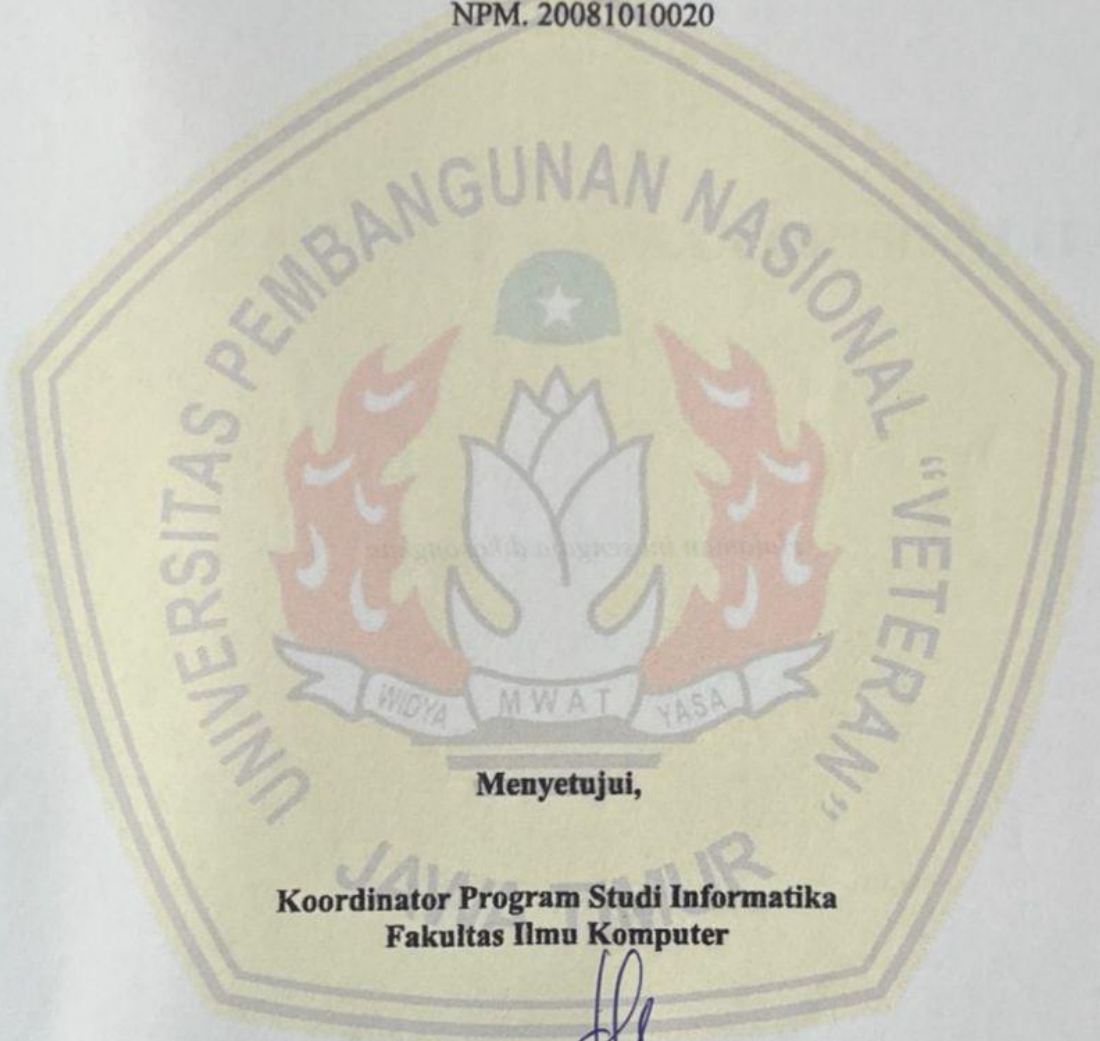 NPM. 20081010020
UNIVERSITAS PEMBANGUNAN NASIONAL "VETERAN"
WIDYA MWAT YASA
Menyetujui,
JAWA TIMUR
Koordinator Program Studi Informatika
Fakultas Ilmu Komputer